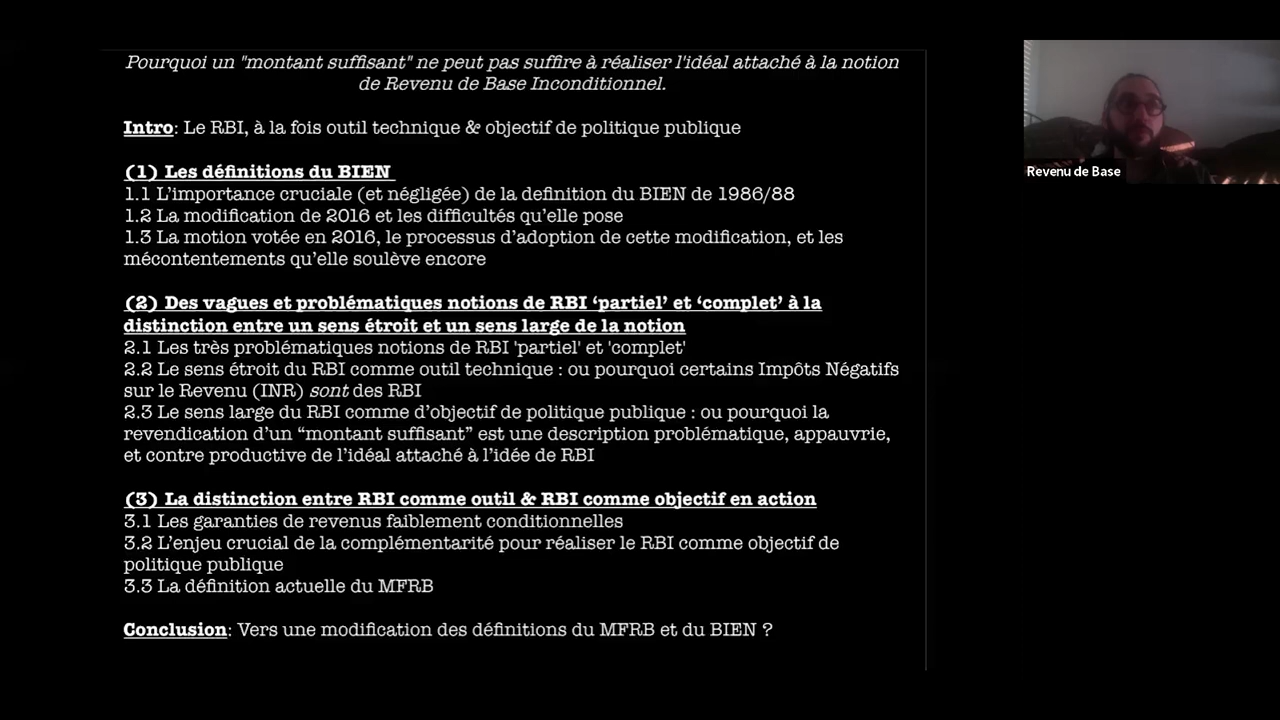 Pourquoi un "montant suffisant" ne peut pas suffire à réaliser l'idéal attaché à la notion
de Revenu de Base Inconditionnel.
Intro: Le RBI, à la fois outil technique & objectif de politique publique
(1) Les définitions du BIEN
1.1 L'importance cruciale (et négligée) de la definition du BIEN de 1986/88
1.2 La modification de 2016 et les difficultés qu'elle pose
1.3 La motion votée en 2016, le processus d'adoption de cette modification, et les
mécontentements qu'elle soulève encore
(2) Des vagues et problématiques notions de RBI 'partiel' et 'complet' à la
distinction entre un sens étroit et un sens large de la notion
2.1 Les très problématiques notions de RBI 'partiel' et 'complet'
2.2 Le sens étroit du RBI comme outil technique : ou pourquoi certains Impôts Négatifs
sur le Revenu (INR) sont des RBI
2.3 Le sens large du RBI comme d'objectif de politique publique : ou pourquoi la
revendication d'un “montant suffisant” est une description problématique, appauvrie,
et contre productive de l'idéal attaché à l'idée de RBI
(3) La distinction entre RBI comme outil & RBI comme objectif en action
3.1 Les garanties de revenus faiblement conditionnelles
3.2 L'enjeu crucial de la complémentarité pour réaliser le RBI comme objectif de
politique publique
3.3 La définition actuelle du MFRB
Conclusion: Vers une modification des définitions du MFRB et du BIEN ?
Revenu de Base